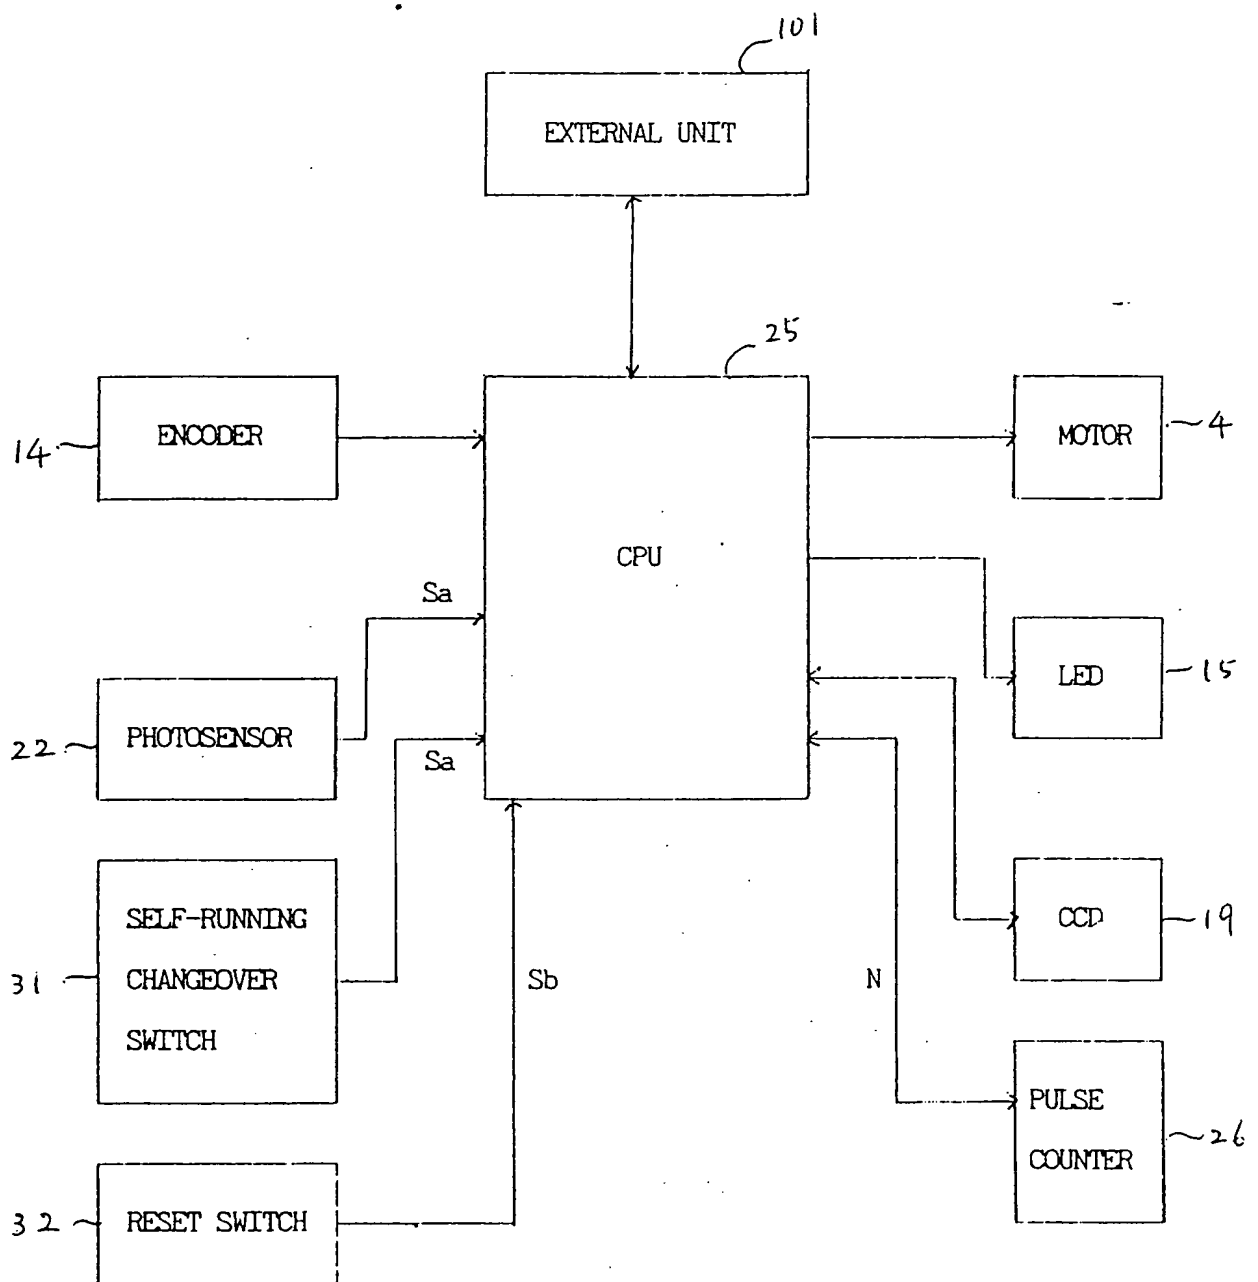 101
EXTERNAL UNIT
25
14
ENCODER
MOTOR
4
CPU
Sa
22
PHOTOSENSOR
Sa
LED
15
31
SELF-RUNNING
CHANGEOVER
SWITCH
Sb
N
CCD
19
PULSE
COUNTER
26
32
RESET SWITCH